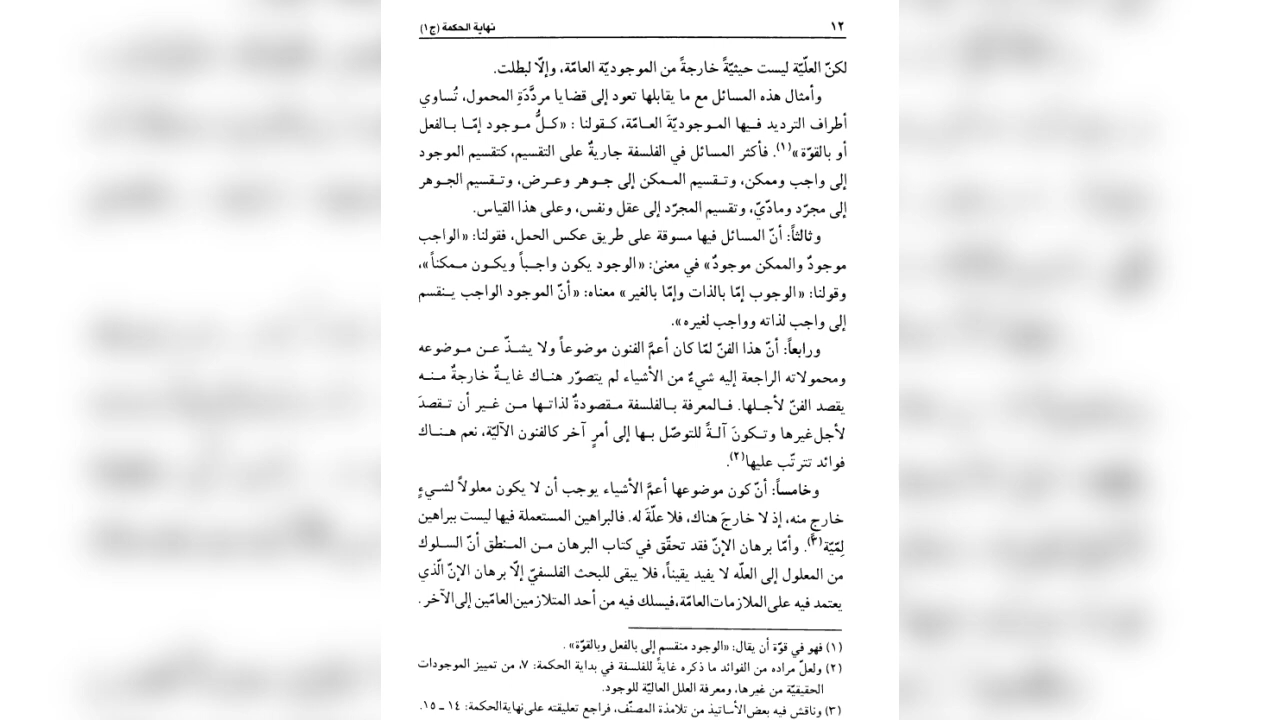 ١٢ نهاية الحكمة (ج١)
لكنّ العلّيّة ليست حيثيّةً خارجةً من الموجوديّة العامّة، وإلّا لبطلت.
وأمثال هذه المسائل مع ما يقابلها تعود إلى قضايا مردَّدَةِ المحمول، تُساوي
أطراف الترديد فيها الموجوديّةَ العامّة، كقولنا : «كلُّ موجود إمّا بالفعل
أو بالقوّة»(١). فأكثر المسائل في الفلسفة جاريةٌ على التقسيم، كتقسيم الموجود
إلى واجب وممكن، وتقسيم الممكن إلى جوهر وعرض، وتقسيم الجوهر
إلى مجرّد ومادّيّ، وتقسيم المجرّد إلى عقل ونفس، وعلى هذا القياس.
وثالثاً: أنّ المسائل فيها مسوقة على طريق عكس الحمل، فقولنا: «الواجب
موجودٌ والممكن موجودٌ» في معنىٰ: «الوجود يكون واجباً ويكون ممكناً»،
وقولنا: «الوجوب إمّا بالذات وإمّا بالغير» معناه: «أنّ الموجود الواجب ينقسم
إلى واجب لذاته وواجب لغيره».
ورابعاً: أنّ هذا الفنّ لمّا كان أعمَّ الفنون موضوعاً ولا يشذّ عن موضوعه
ومحمولاته الراجعة إليه شيءٌ من الأشياء لم يتصوّر هناك غايةٌ خارجةٌ منه
يقصد الفنّ لأجلها. فالمعرفة بالفلسفة مقصودةٌ لذاتها من غير أن تقصدَ
لأجل غيرها وتكونَ آلةً للتوصّل بها إلى أمرٍ آخر كالفنون الآليّة، نعم هناك
فوائد تترتّب عليها(٢).
وخامساً: أنّ كون موضوعها أعمَّ الأشياء يوجب أن لا يكون معلولاً لشيءٍ
خارج منه، إذ لا خارجَ هناك، فلا علّةَ له. فالبراهين المستعملة فيها ليست ببراهين
لِمّيّة(٣). وأمّا برهان الإنّ فقد تحقّق في كتاب البرهان من المنطق أنّ السلوك
من المعلول إلى العلّه لا يفيد يقيناً، فلا يبقى للبحث الفلسفيّ إلّا برهان الإنّ الّذي
يعتمد فيه على الملازمات العامّة، فيسلك فيه من أحد المتلازمين العامّين إلى الآخر .
(١) فهو في قوّة أن يقال: «الوجود منقسم إلى بالفعل وبالقوّة» .
(٢) ولعلّ مراده من الفوائد ما ذكره غايةً للفلسفة في بداية الحكمة: ٧، من تمييز الموجودات
الحقيقيّة من غيرها، ومعرفة العلل العاليّة للوجود.
(٣) وناقش فيه بعض الأساتيذ من تلامذة المصنّف، فراجع تعليقته على نهاية الحكمة: ١٤ ـ ١٥.